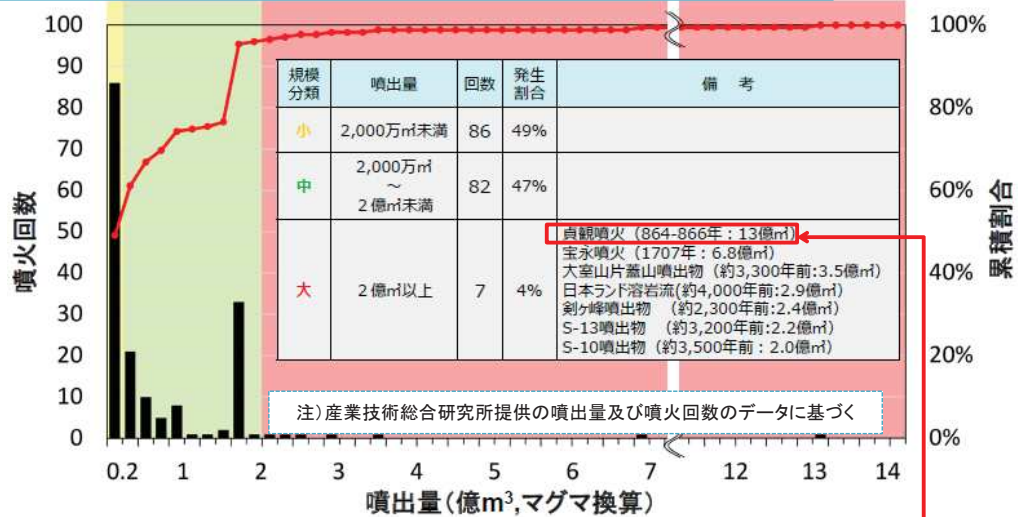 100
90
80
70
60
50
40
30
20
10
0
噴火回数
100%
80%
60%
40%
20%
0%
累積割合
規模分類 噴出量 回数 発生割合 備 考
小 2,000万㎥未満 86 49%
中 2,000万㎥ ～ 2億㎥未満 82 47%
大 2億㎥以上 7 4%
貞観噴火（864-866年：13億㎥）
宝永噴火（1707年：6.8億㎥）
大室山片蓋山噴出物（約3,300年前:3.5億㎥）
日本ランド溶岩流(約4,000年前:2.9億㎥)
剣ヶ峰噴出物 （約2,300年前:2.4億㎥）
S-13噴出物 （約3,200年前:2.2億㎥）
S-10噴出物（約3,500年前：2.0億㎥）
注）産業技術総合研究所提供の噴出量及び噴火回数のデータに基づく
0.2 1 2 3 4 5 6 7 12 13 14
噴出量(億m³,マグマ換算)